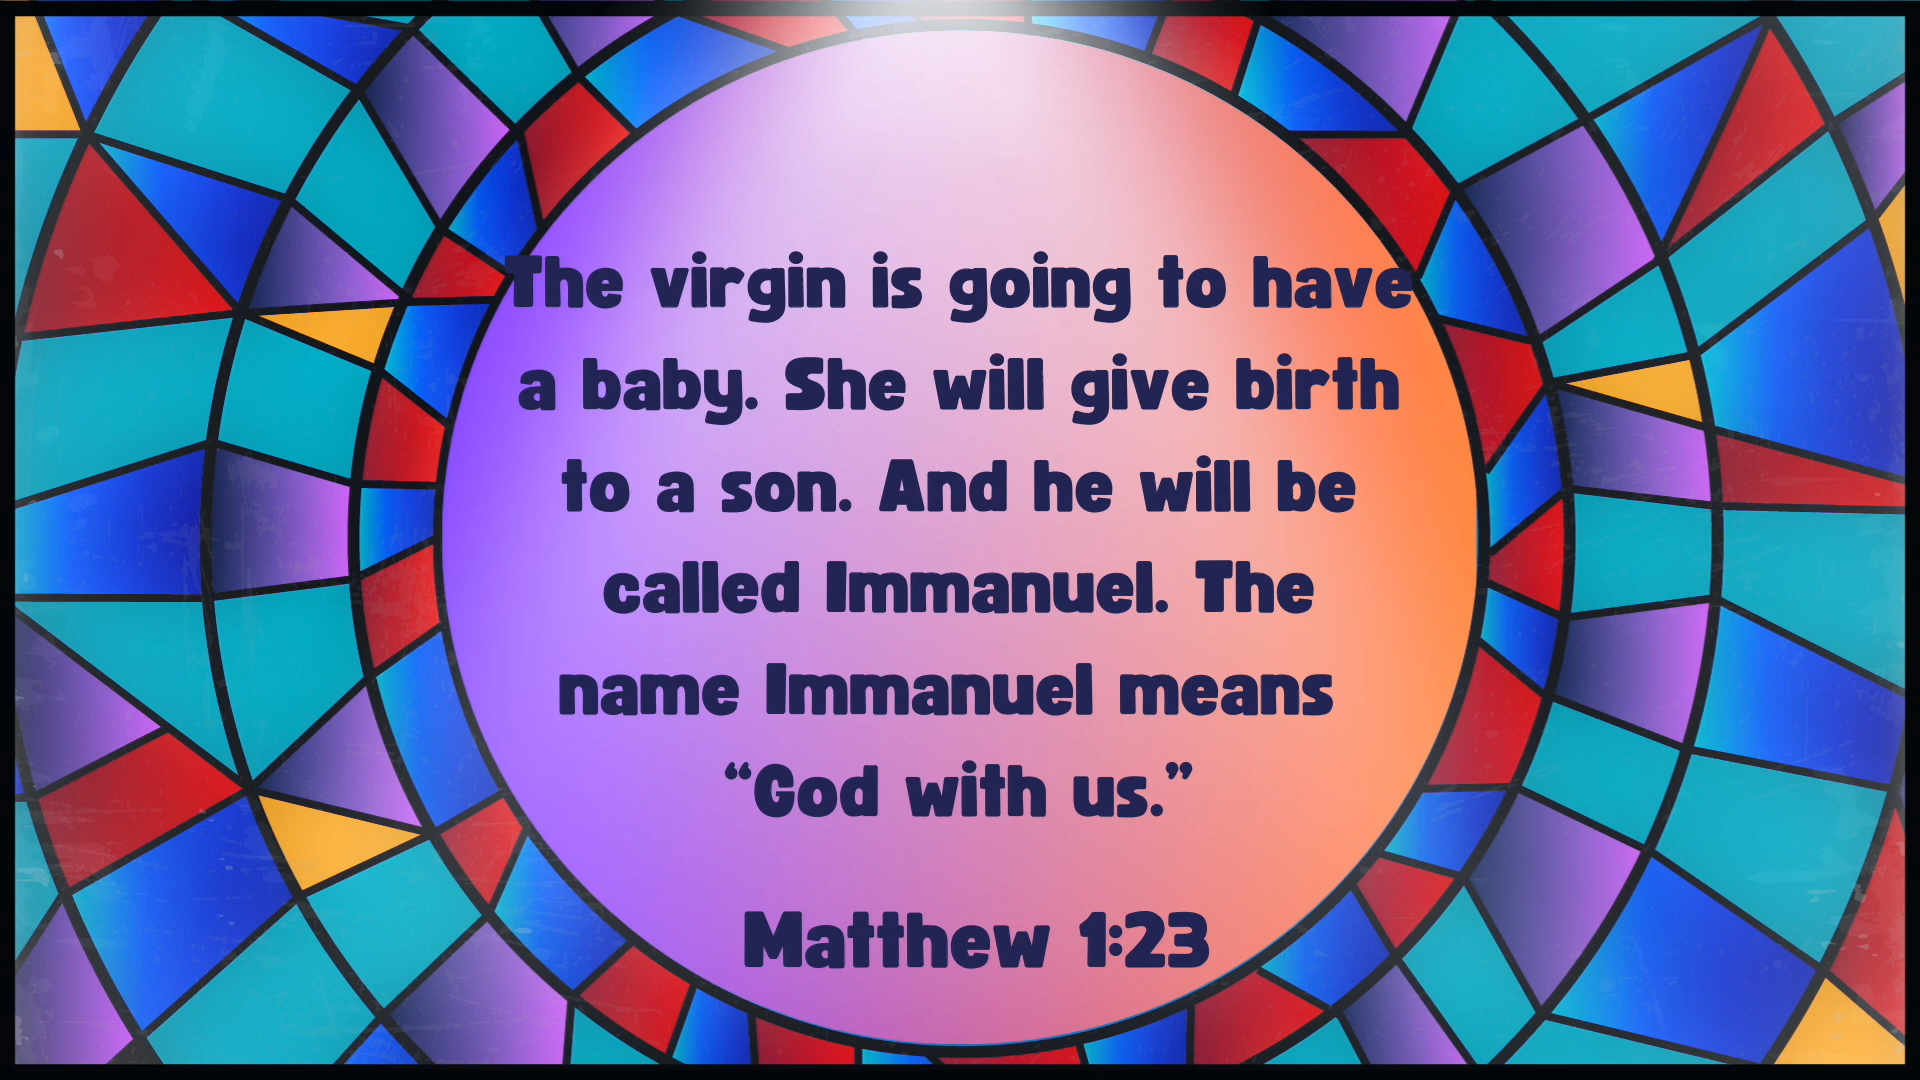 The virgin is going to have
a baby. She will give birth
to a son. And he will be
called Immanuel. The
name Immanuel means
“God with us.”
Matthew 1:23